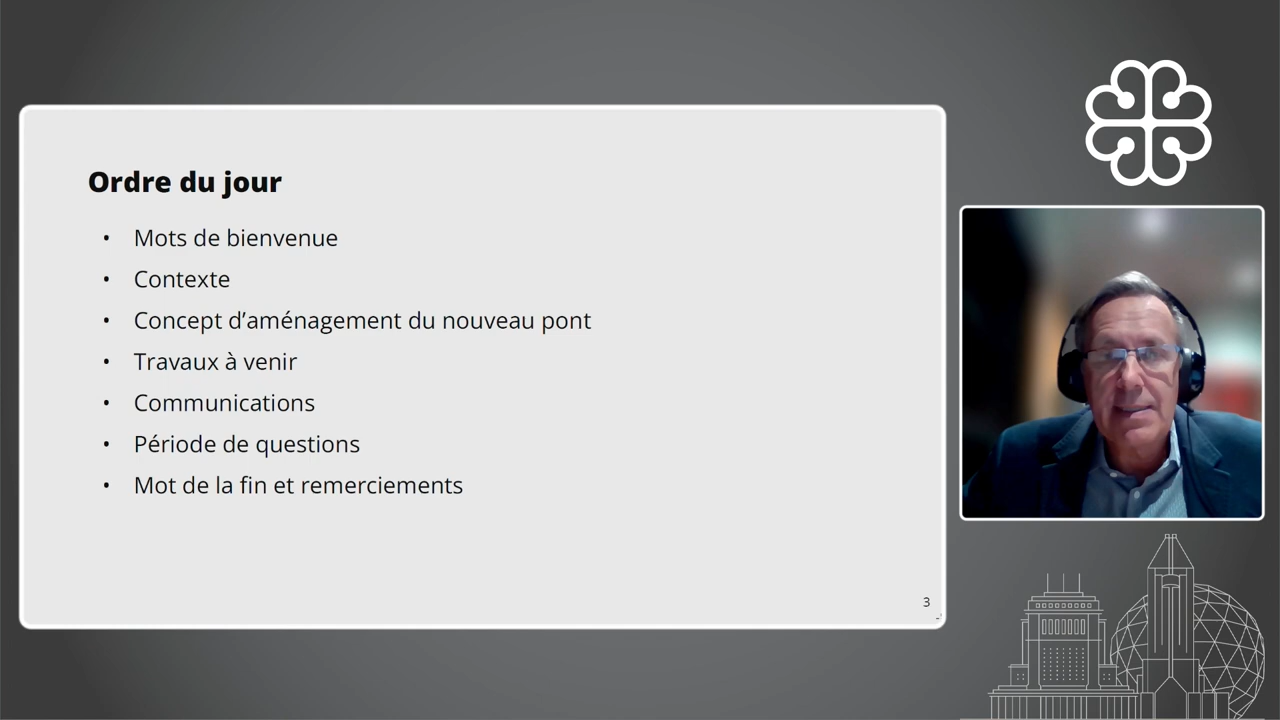 Ordre du jour
• Mots de bienvenue
• Contexte
• Concept d’aménagement du nouveau pont
• Travaux à venir
• Communications
• Période de questions
• Mot de la fin et remerciements
3